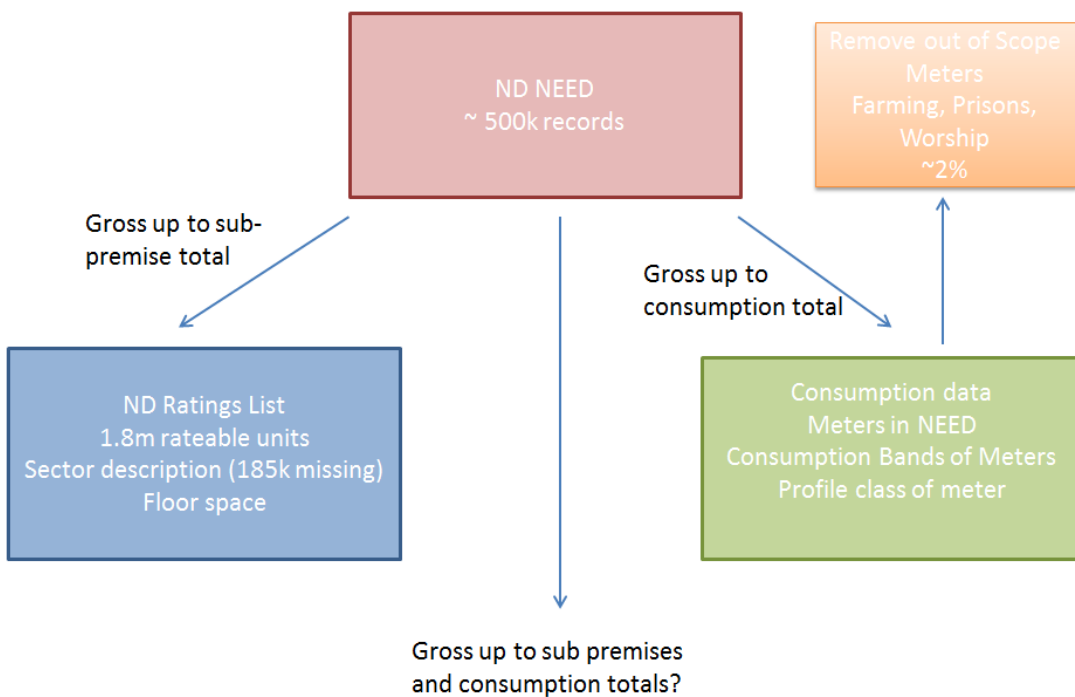 ND NEED
~ 500k records
Remove out of Scope
Meters
Farming, Prisons,
Worship
~2%
Gross up to sub-
premise total
Gross up to
consumption total
ND Ratings List
1.8m rateable units
Sector description (185k missing)
Floor space
Consumption data
Meters in NEED
Consumption Bands of Meters
Profile class of meter
Gross up to sub premises
and consumption totals?